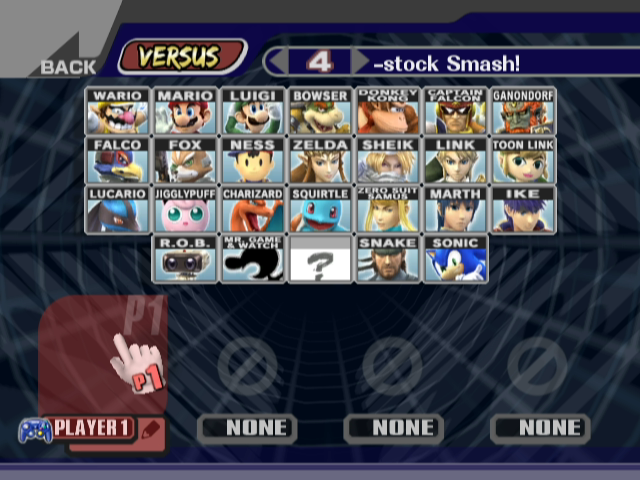 BACK
VERSUS
4
-stock Smash!
WARIO
MARIO
LUIGI
BOWSER
DONKEY
KONG
CAPTAIN
FALCON
GANONDORF
FALCO
FOX
NESS
ZELDA
SHEIK
LINK
TOON LINK
LUCARIO
JIGGLYPUFF
CHARIZARD
SQUIRTLE
ZERO SUIT
SAMUS
MARTH
IKE
R.O.B.
MR. GAME
& WATCH
?
SNAKE
SONIC
P1
P1
PLAYER 1
NONE
NONE
NONE